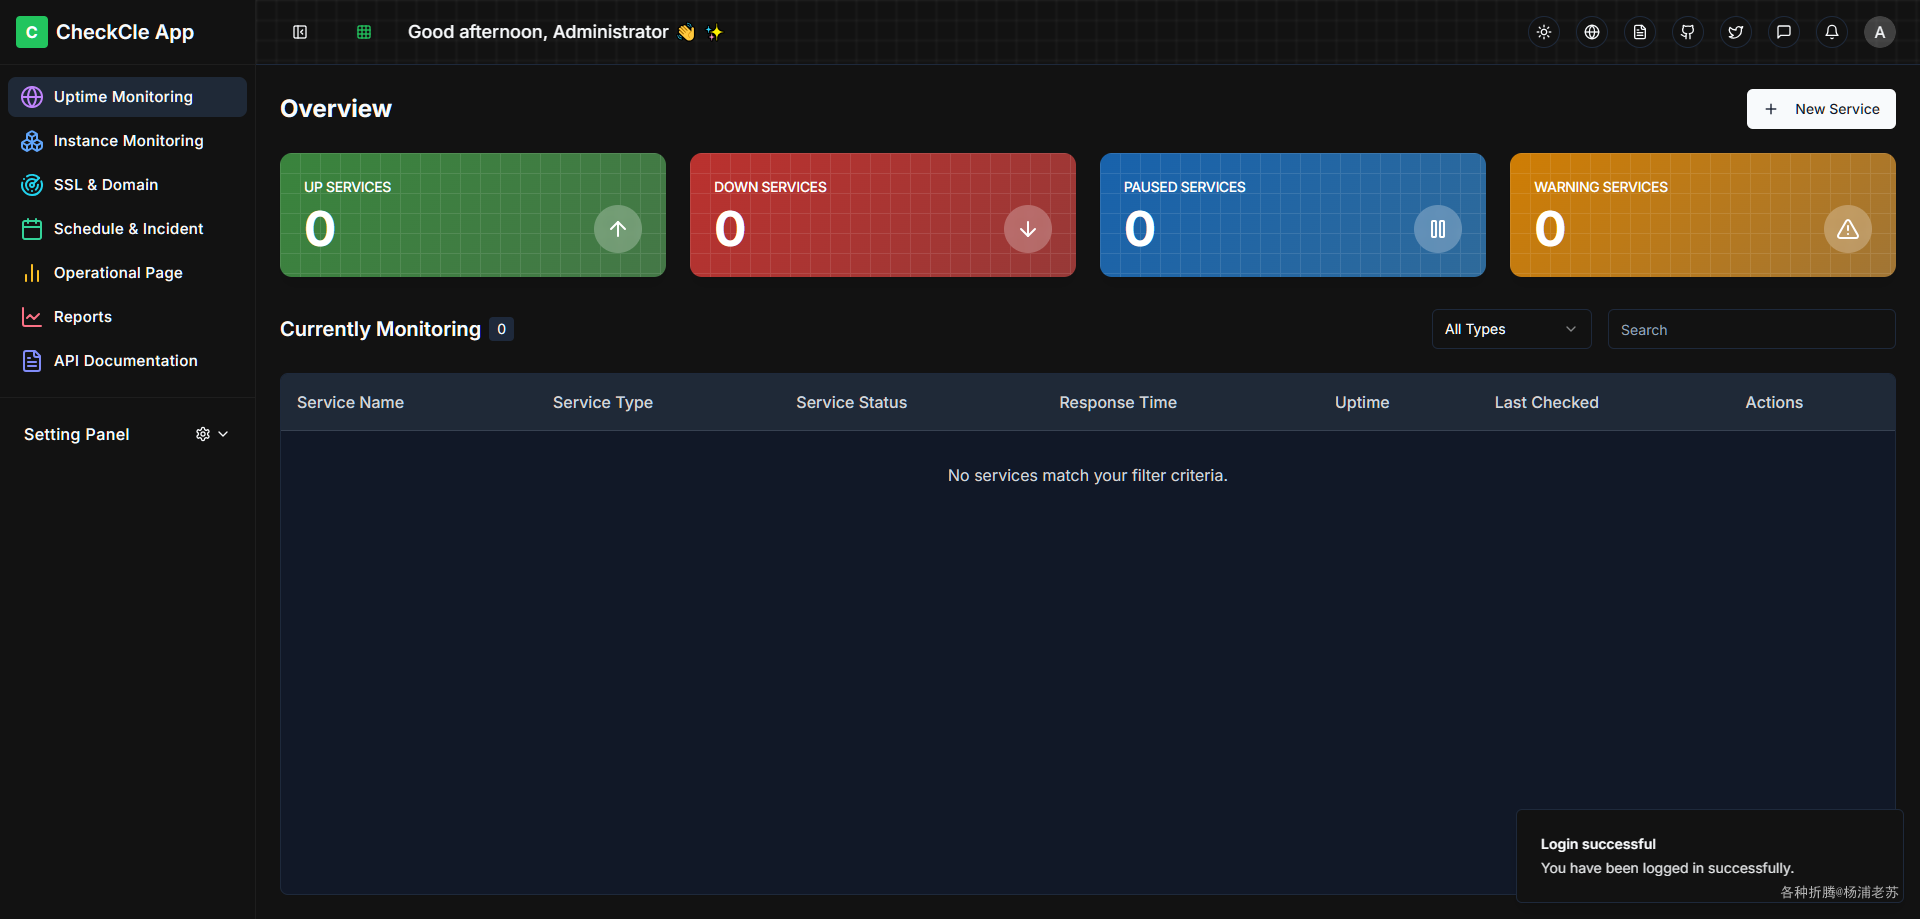 C CheckCle App
Good afternoon, Administrator 👋 ✨
A
Uptime Monitoring
Instance Monitoring
SSL & Domain
Schedule & Incident
Operational Page
Reports
API Documentation
Setting Panel
Overview
New Service
UP SERVICES
0
DOWN SERVICES
0
PAUSED SERVICES
0
WARNING SERVICES
0
Currently Monitoring 0
All Types
Search
Service Name Service Type Service Status Response Time Uptime Last Checked Actions
No services match your filter criteria.
Login successful
You have been logged in successfully.
各种折腾@杨浦老苏